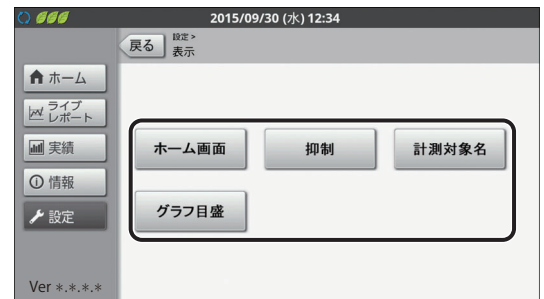 2015/09/30 (水) 12:34
戻る
設定 >
表示
ホーム
ライブ
レポート
実績
情報
設定
ホーム画面
抑制
計測対象名
グラフ目盛
Ver *.*.*.*